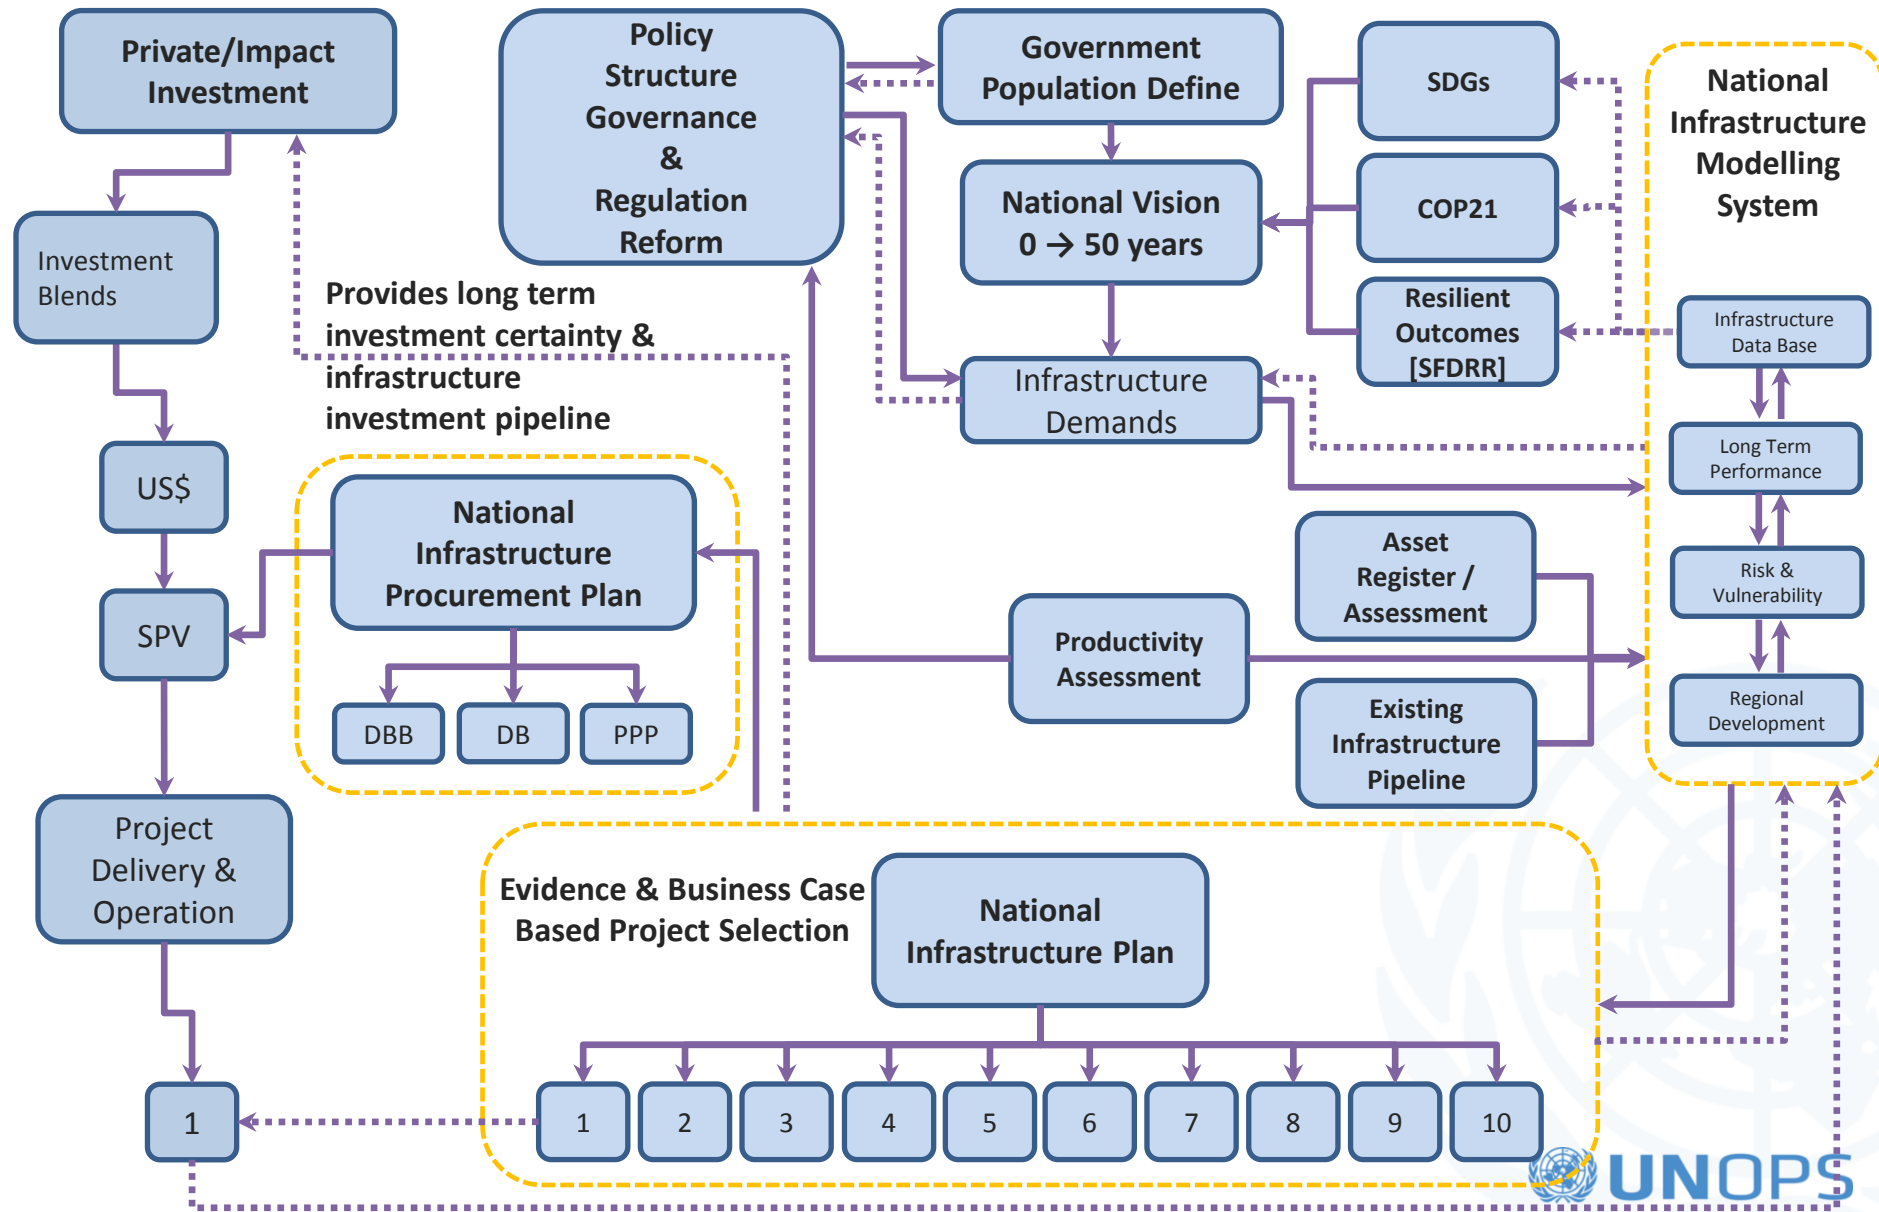 Private/Impact
Investment
Policy
Structure
Governance
&
Regulation
Reform
Government
Population Define
SDGs
National
Infrastructure
Modelling
System
National Vision
0 → 50 years
COP21
Investment
Blends
Provides long term
investment certainty &
infrastructure
investment pipeline
Resilient
Outcomes
[SFDRR]
Infrastructure
Data Base
Infrastructure
Demands
Long Term
Performance
US$
National
Infrastructure
Procurement Plan
Asset
Register /
Assessment
Risk &
Vulnerability
SPV
Productivity
Assessment
DBB
DB
PPP
Existing
Infrastructure
Pipeline
Regional
Development
Project
Delivery &
Operation
Evidence & Business Case
Based Project Selection
National
Infrastructure Plan
1
1
2
3
4
5
6
7
8
9
10
UNOPS